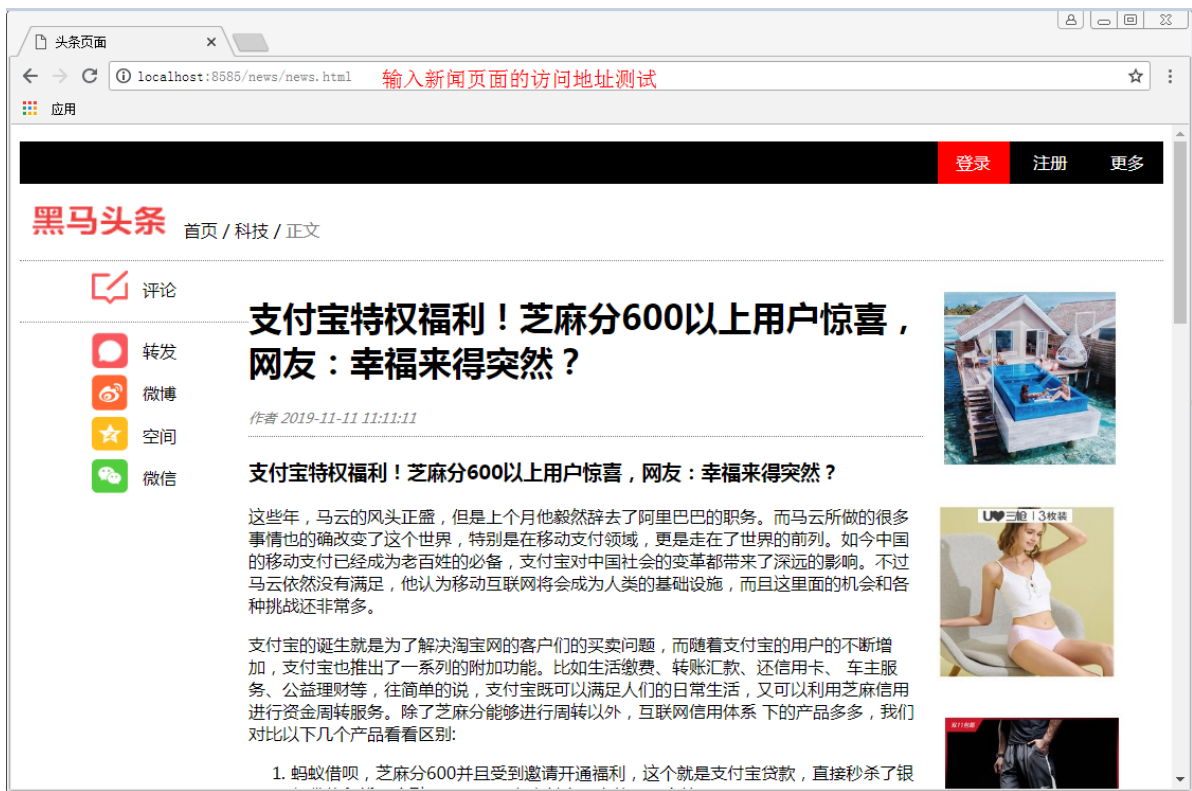 头条页面
localhost:8585/news/news.html 输入新闻页面的访问地址测试
应用
登录 注册 更多
黑马头条 首页 / 科技 / 正文
评论
转发
微博
空间
微信
支付宝特权福利！芝麻分600以上用户惊喜，
网友：幸福来得突然？
作者 2019-11-11 11:11:11
支付宝特权福利！芝麻分600以上用户惊喜，网友：幸福来得突然？
这些年，马云的风头正盛，但是上个月他毅然辞去了阿里巴巴的职务。而马云所做的很多
事情也的确改变了这个世界，特别是在移动支付领域，更是走在了世界的前列。如今中国
的移动支付已经成为老百姓的必备，支付宝对中国社会的变革都带来了深远的影响。不过
马云依然没有满足，他认为移动互联网将会成为人类的基础设施，而且这里面的机会和各
种挑战还非常多。
支付宝的诞生就是为了解决淘宝网的客户们的买卖问题，而随着支付宝的用户的不断增
加，支付宝也推出了一系列的附加功能。比如生活缴费、转账汇款、还信用卡、 车主服
务、公益理财等，往简单的说，支付宝既可以满足人们的日常生活，又可以利用芝麻信用
进行资金周转服务。除了芝麻分能够进行周转以外，互联网信用体系 下的产品多多，我们
对比以下几个产品看看区别:
1. 蚂蚁借呗，芝麻分600并且受到邀请开通福利，这个就是支付宝贷款，直接秒杀了银
三枪 | 3枚装